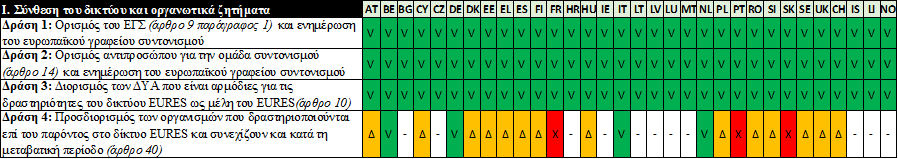 I. Σύνθεση του δικτύου και οργανωτικά ζητήματα AT BE BG CY CZ DE DK EE EL ES FI FR HR HU IE IT LT LV LU MT NL PL PT RO SI SK SE UK CH IS LI NO
Δράση 1: Ορισμός του ΕΓΣ (άρθρο 9 παράγραφος 1) και ενημέρωση
του ευρωπαϊκού γραφείου συντονισμού V V V V V V V V V V V V V V V V V V V V V V V V V V V V V V V V
Δράση 2: Ορισμός αντιπροσώπου για την ομάδα συντονισμού
(άρθρο 14) και ενημέρωση του ευρωπαϊκού γραφείου συντονισμού V V V V V V V V V V V V V V V V V V V V V V V V V V V V V V V V
Δράση 3: Διορισμός των ΔΥΑ που είναι αρμόδιες για τις
δραστηριότητες του δικτύου EURES ως μέλη του EURES(άρθρο 10) V V V V V V V V V V V V V V V V V V V V V V V V V V V V V V V V
Δράση 4: Προσδιορισμός των οργανισμών που δραστηριοποιούνται
επί του παρόντος στο δίκτυο EURES και συνεχίζουν και κατά τη Δ V - Δ - V Δ Δ Δ Δ Δ X - Δ - V - - - - V Δ X Δ Δ X Δ Δ Δ - - -
μεταβατική περίοδο (άρθρο 40)